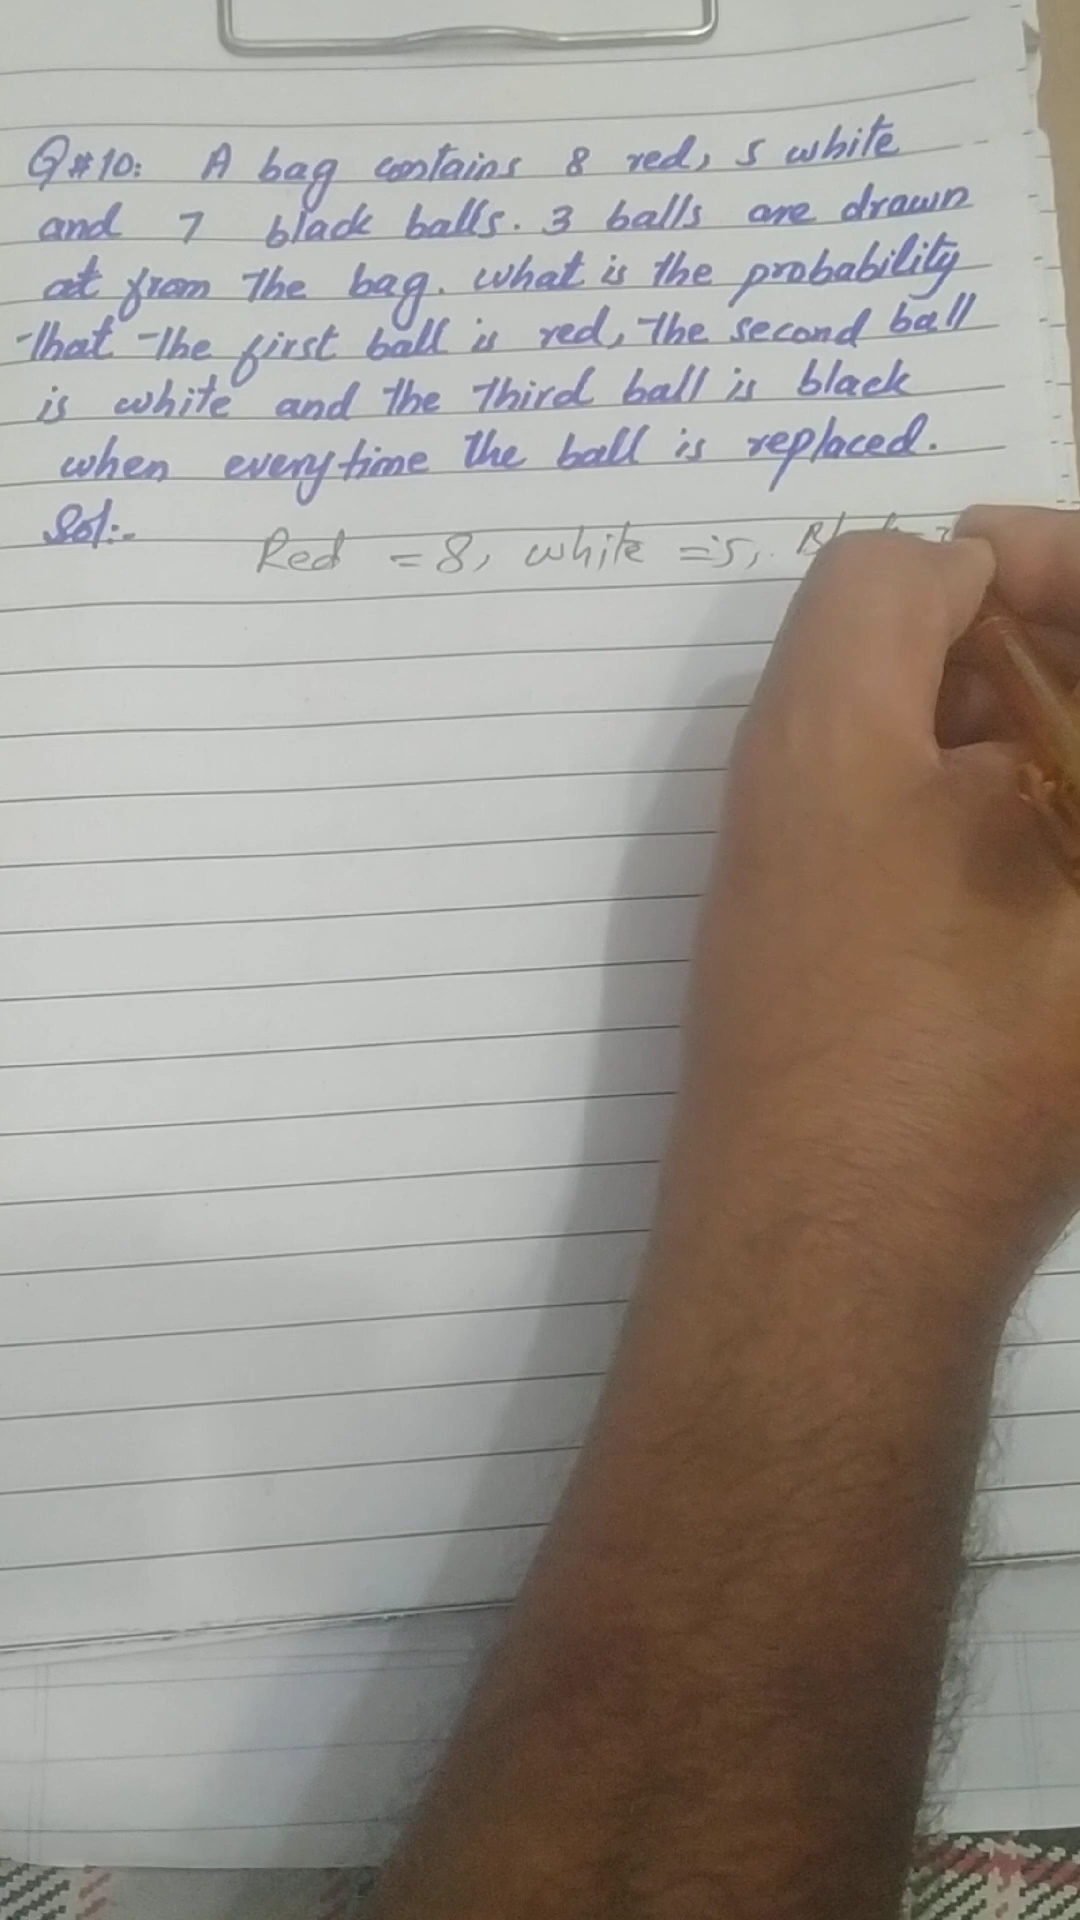 Q#10: A bag contains 8 red, 5 white
and 7 black balls. 3 balls are drawn
at from the bag. what is the probability
that the first ball is red, the second ball
is white and the third ball is black
when everytime the ball is replaced.
Sol:-
Red = 8, white = 5,